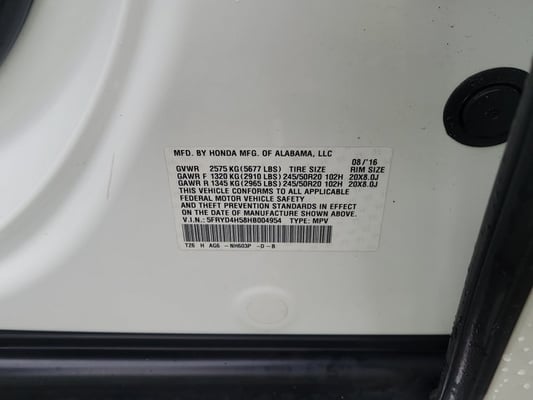 MFD. BY HONDA MFG. OF ALABAMA, LLC 08/'16
GVWR 2575 KG(5677 LBS) TIRE SIZE RIM SIZE
GAWR F 1320 KG(2910 LBS) 245/50R20 102H 20X8.0J
GAWR R 1345 KG(2965 LBS) 245/50R20 102H 20X8.0J
THIS VEHICLE CONFORMS TO ALL APPLICABLE
FEDERAL MOTOR VEHICLE SAFETY
AND THEFT PREVENTION STANDARDS IN EFFECT
ON THE DATE OF MANUFACTURE SHOWN ABOVE.
V.I.N.: 5FRYD4H58HB004954 TYPE: MPV
TZ6 H AG6 -NH603P -D -B